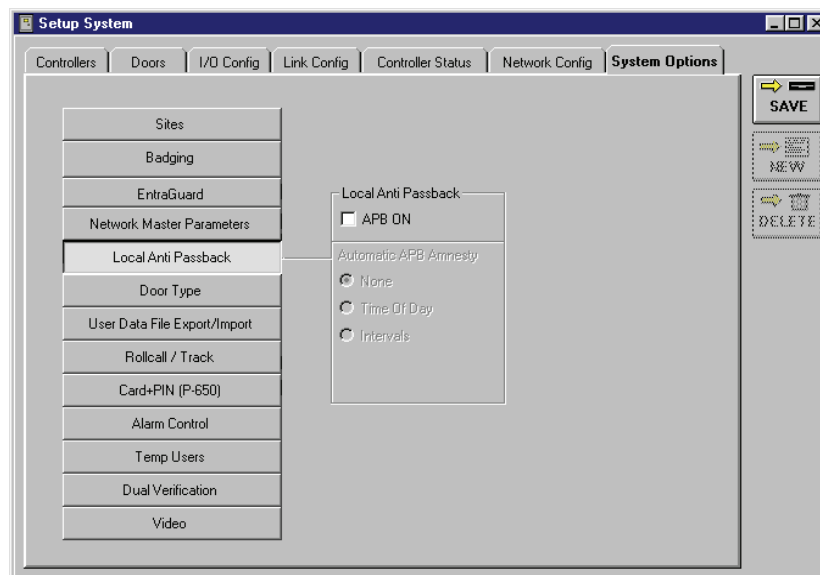 Setup System
Controllers Doors I/O Config Link Config Controller Status Network Config System Options
SAVE
NEW
DELETE
Sites
Badging
EntraGuard
Network Master Parameters
Local Anti Passback
Door Type
User Data File Export/Import
Rollcall / Track
Card+PIN (P-650)
Alarm Control
Temp Users
Dual Verification
Video
Local Anti Passback
APB ON
Automatic APB Amnesty
None
Time Of Day
Intervals